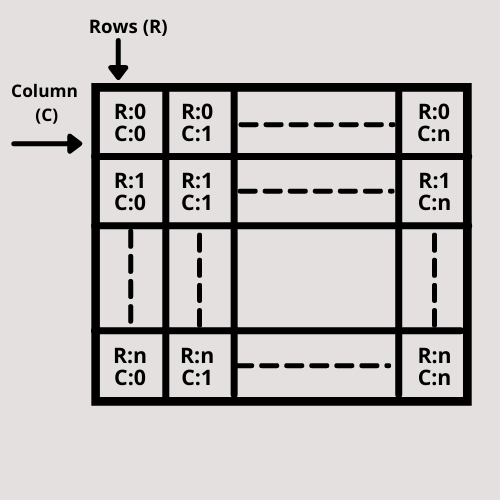 Rows (R)
Column
(C)
R:0 R:0 R:0
C:0 C:1 C:n
R:1 R:1 R:1
C:0 C:1 C:n
R:n R:n R:n
C:0 C:1 C:n